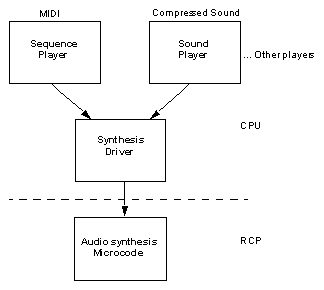 MIDI
Compressed Sound
Sequence
Player
Sound
Player
... Other players
Synthesis
Driver
CPU
Audio synthesis
Microcode
RCP